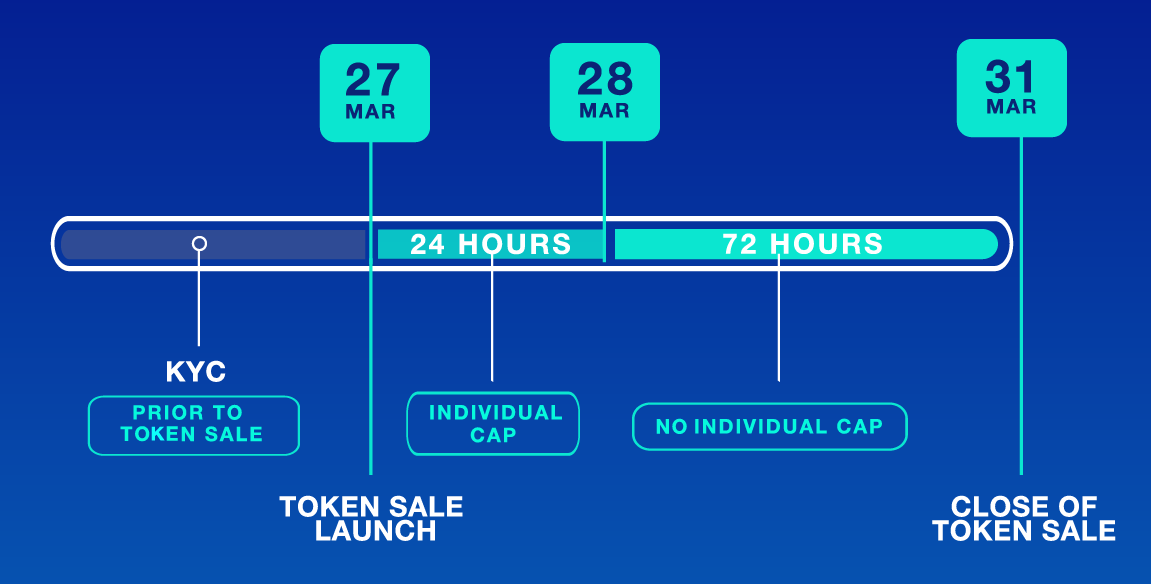 27
MAR
28
MAR
31
MAR
24 HOURS
72 HOURS
KYC
PRIOR TO
TOKEN SALE
INDIVIDUAL
CAP
NO INDIVIDUAL CAP
TOKEN SALE
LAUNCH
CLOSE OF
TOKEN SALE